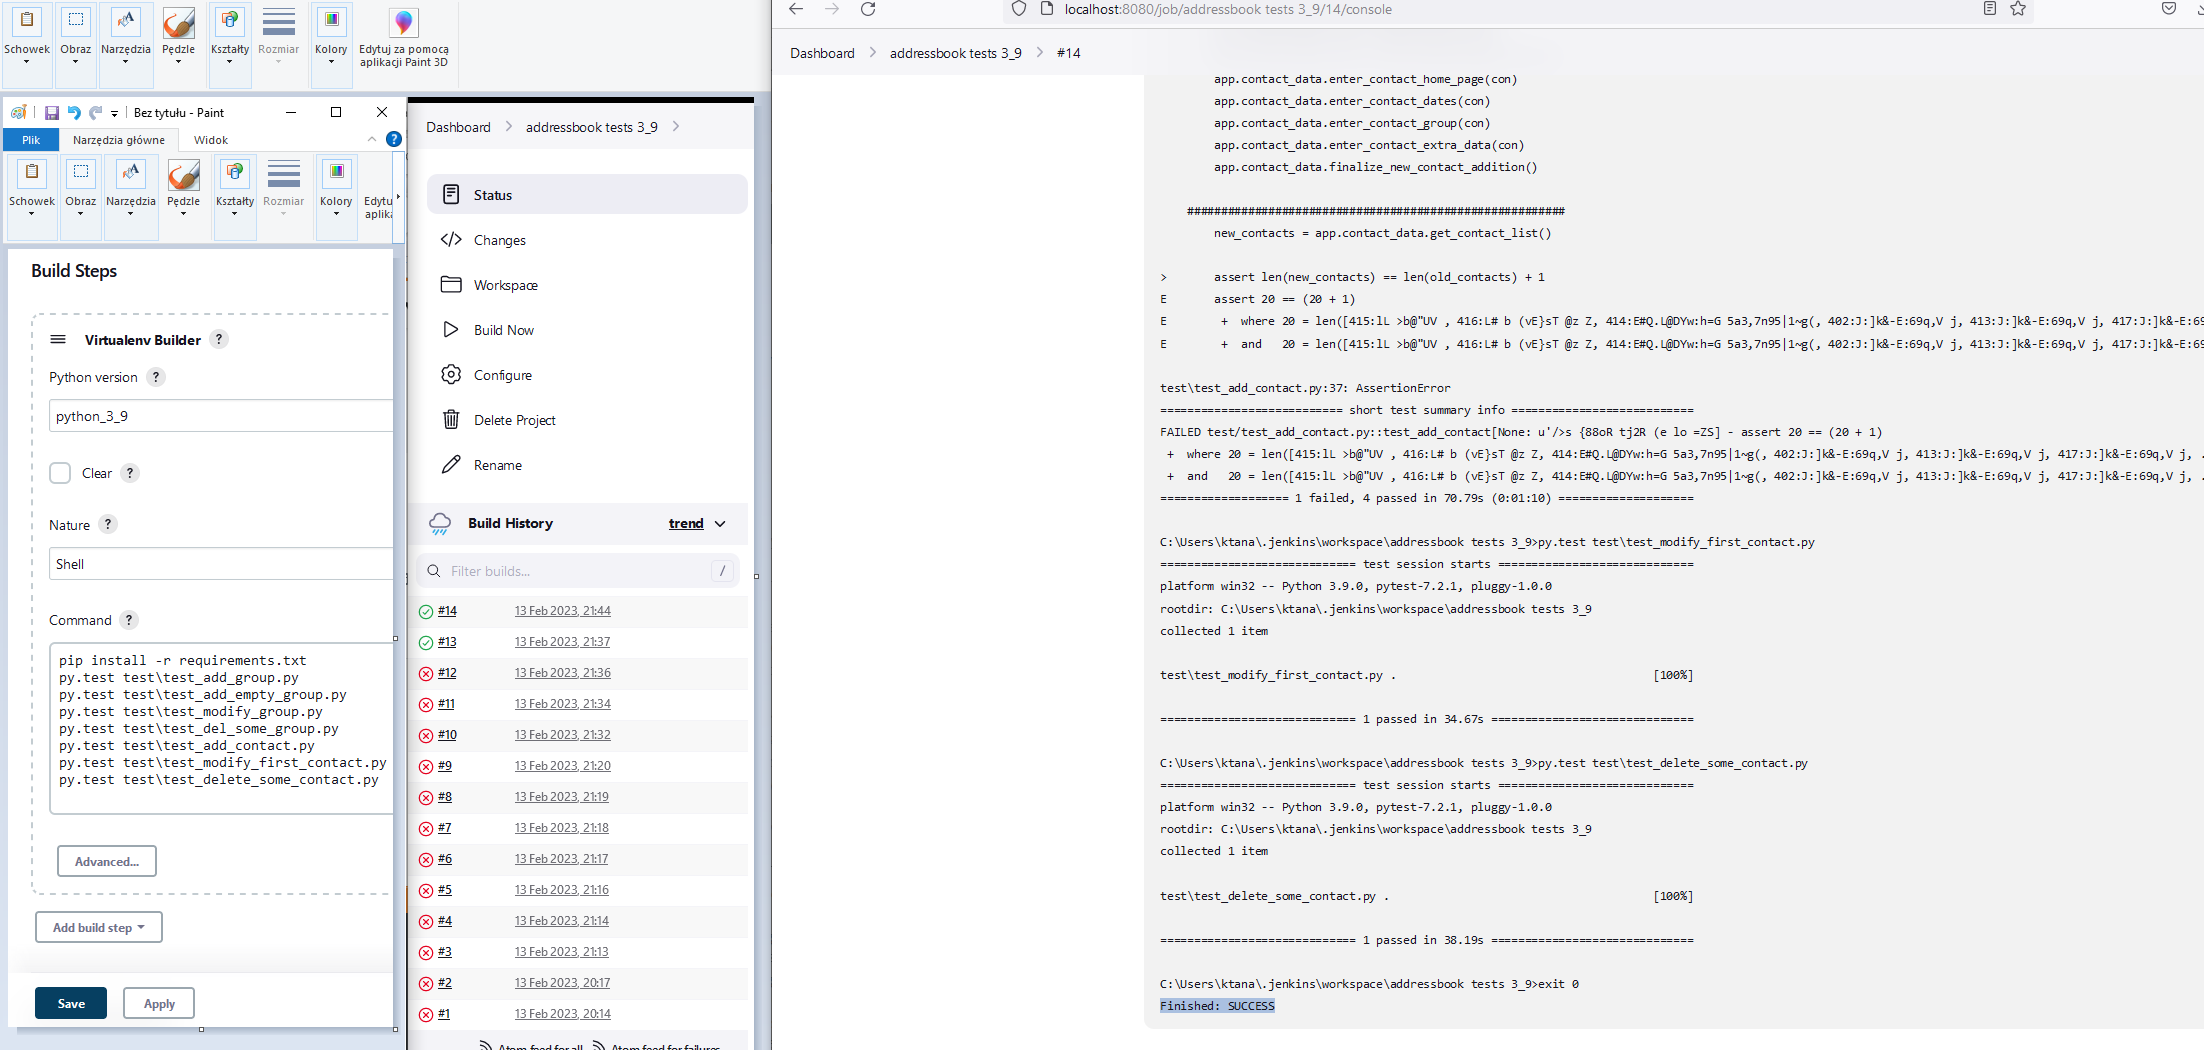 Schowek
Obraz
Narzędzia
Pędzle
Kształty
Rozmiar
Kolory
Edytuj za pomocą
aplikacji Paint 3D
Bez tytułu - Paint
Plik
Narzędzia główne
Widok
Schowek
Obraz
Narzędzia
Pędzle
Kształty
Rozmiar
Kolory
Edytu
aplika
Build Steps
Virtualenv Builder ?
Python version ?
python_3_9
Clear ?
Nature ?
Shell
Command ?
pip install -r requirements.txt
py.test test\test_add_group.py
py.test test\test_add_empty_group.py
py.test test\test_modify_group.py
py.test test\test_del_some_group.py
py.test test\test_add_contact.py
py.test test\test_modify_first_contact.py
py.test test\test_delete_some_contact.py
Advanced...
Add build step
Save
Apply
Dashboard
addressbook tests 3_9
Status
Changes
Workspace
Build Now
Configure
Delete Project
Rename
Build History
trend
Filter builds...
/
#14 13 Feb 2023, 21:44
#13 13 Feb 2023, 21:37
#12 13 Feb 2023, 21:36
#11 13 Feb 2023, 21:34
#10 13 Feb 2023, 21:32
#9 13 Feb 2023, 21:20
#8 13 Feb 2023, 21:19
#7 13 Feb 2023, 21:18
#6 13 Feb 2023, 21:17
#5 13 Feb 2023, 21:16
#4 13 Feb 2023, 21:14
#3 13 Feb 2023, 21:13
#2 13 Feb 2023, 20:17
#1 13 Feb 2023, 20:14
Atom feed for all
Atom feed for failures
localhost:8080/job/addressbook tests 3_9/14/console
Dashboard
addressbook tests 3_9
#14
app.contact_data.enter_contact_home_page(con)
app.contact_data.enter_contact_dates(con)
app.contact_data.enter_contact_group(con)
app.contact_data.enter_contact_extra_data(con)
app.contact_data.finalize_new_contact_addition()
########################################################
new_contacts = app.contact_data.get_contact_list()
> assert len(new_contacts) == len(old_contacts) + 1
E assert 20 == (20 + 1)
E + where 20 = len([415:lL >b@"UV , 416:L# b (vE}sT @z Z, 414:E#Q.L@DYw:h=G 5a3,7n95|1~g(, 402:J:]k&-E:69q,V j, 413:J:]k&-E:69q,V j, 417:J:]k&-E:69
E + and 20 = len([415:lL >b@"UV , 416:L# b (vE}sT @z Z, 414:E#Q.L@DYw:h=G 5a3,7n95|1~g(, 402:J:]k&-E:69q,V j, 413:J:]k&-E:69q,V j, 417:J:]k&-E:69
test\test_add_contact.py:37: AssertionError
=========================== short test summary info ===========================
FAILED test/test_add_contact.py::test_add_contact[None: u'/>s {88oR tj2R (e lo =ZS] - assert 20 == (20 + 1)
+ where 20 = len([415:lL >b@"UV , 416:L# b (vE}sT @z Z, 414:E#Q.L@DYw:h=G 5a3,7n95|1~g(, 402:J:]k&-E:69q,V j, 413:J:]k&-E:69q,V j, 417:J:]k&-E:69q,V j, .
+ and 20 = len([415:lL >b@"UV , 416:L# b (vE}sT @z Z, 414:E#Q.L@DYw:h=G 5a3,7n95|1~g(, 402:J:]k&-E:69q,V j, 413:J:]k&-E:69q,V j, 417:J:]k&-E:69q,V j, .
=================== 1 failed, 4 passed in 70.79s (0:01:10) ====================
C:\Users\ktana\.jenkins\workspace\addressbook tests 3_9>py.test test\test_modify_first_contact.py
============================= test session starts =============================
platform win32 -- Python 3.9.0, pytest-7.2.1, pluggy-1.0.0
rootdir: C:\Users\ktana\.jenkins\workspace\addressbook tests 3_9
collected 1 item
test\test_modify_first_contact.py . [100%]
============================= 1 passed in 34.67s ==============================
C:\Users\ktana\.jenkins\workspace\addressbook tests 3_9>py.test test\test_delete_some_contact.py
============================= test session starts =============================
platform win32 -- Python 3.9.0, pytest-7.2.1, pluggy-1.0.0
rootdir: C:\Users\ktana\.jenkins\workspace\addressbook tests 3_9
collected 1 item
test\test_delete_some_contact.py . [100%]
============================= 1 passed in 38.19s ==============================
C:\Users\ktana\.jenkins\workspace\addressbook tests 3_9>exit 0
Finished: SUCCESS